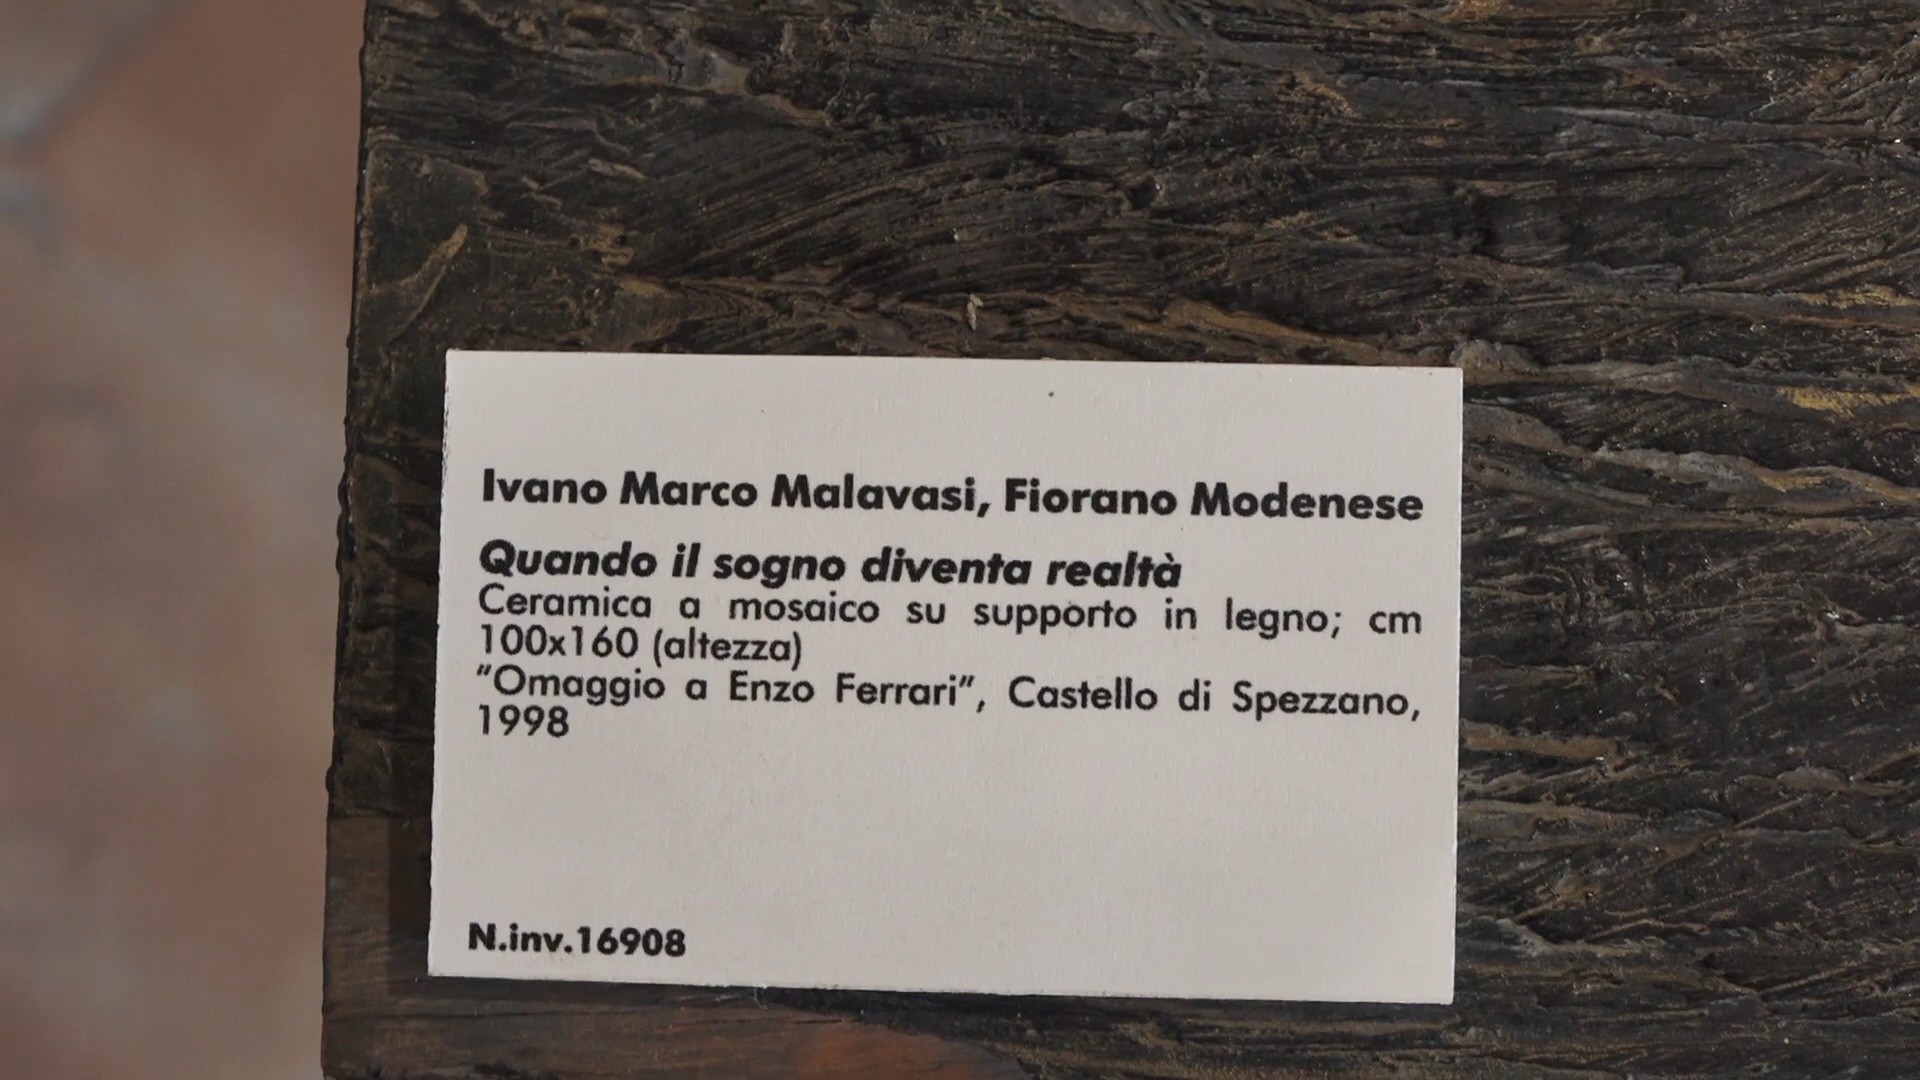 Ivano Marco Malavasi, Fiorano Modenese
Quando il sogno diventa realtà
Ceramica a mosaico su supporto in legno; cm
100x160 (altezza)
"Omaggio a Enzo Ferrari", Castello di Spezzano,
1998
N.inv.16908